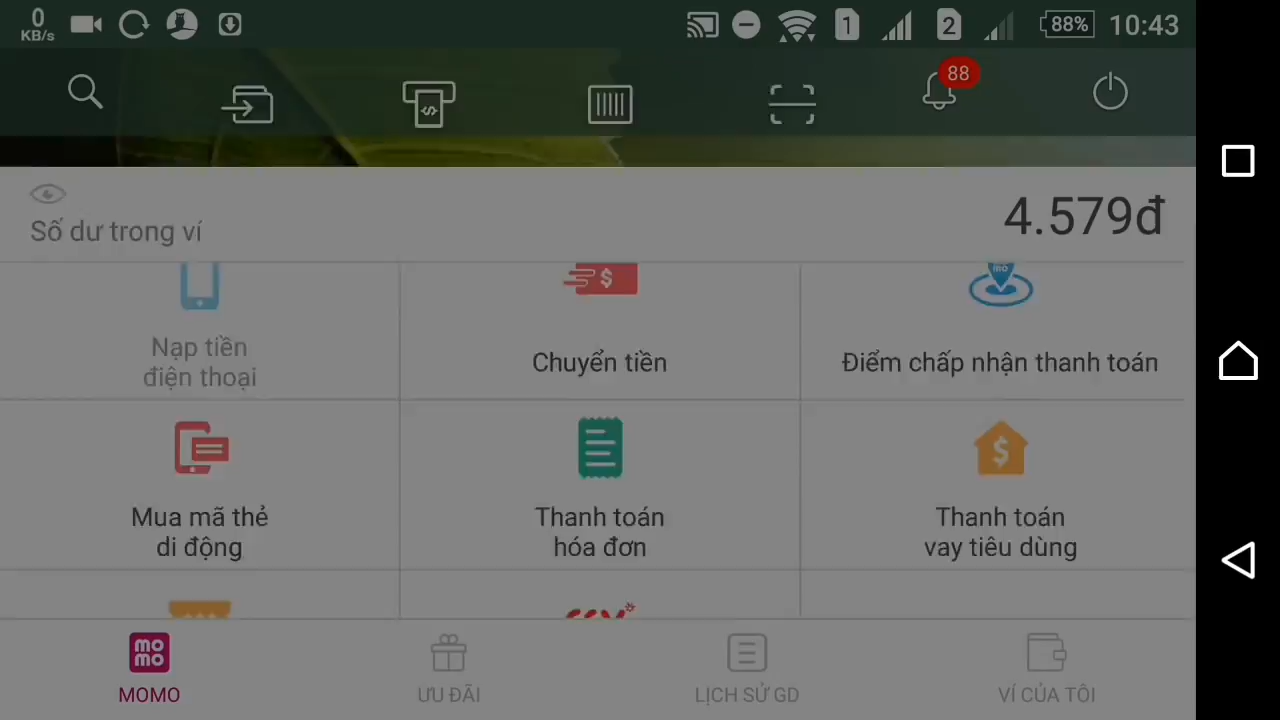 0
KB/s
1
2
88%
10:43
88
Số dư trong ví
4.579đ
Nạp tiền
điện thoại
Chuyển tiền
Điểm chấp nhận thanh toán
Mua mã thẻ
di động
Thanh toán
hóa đơn
Thanh toán
vay tiêu dùng
mo
mo
MOMO
ƯU ĐÃI
LỊCH SỬ GD
VÍ CỦA TÔI